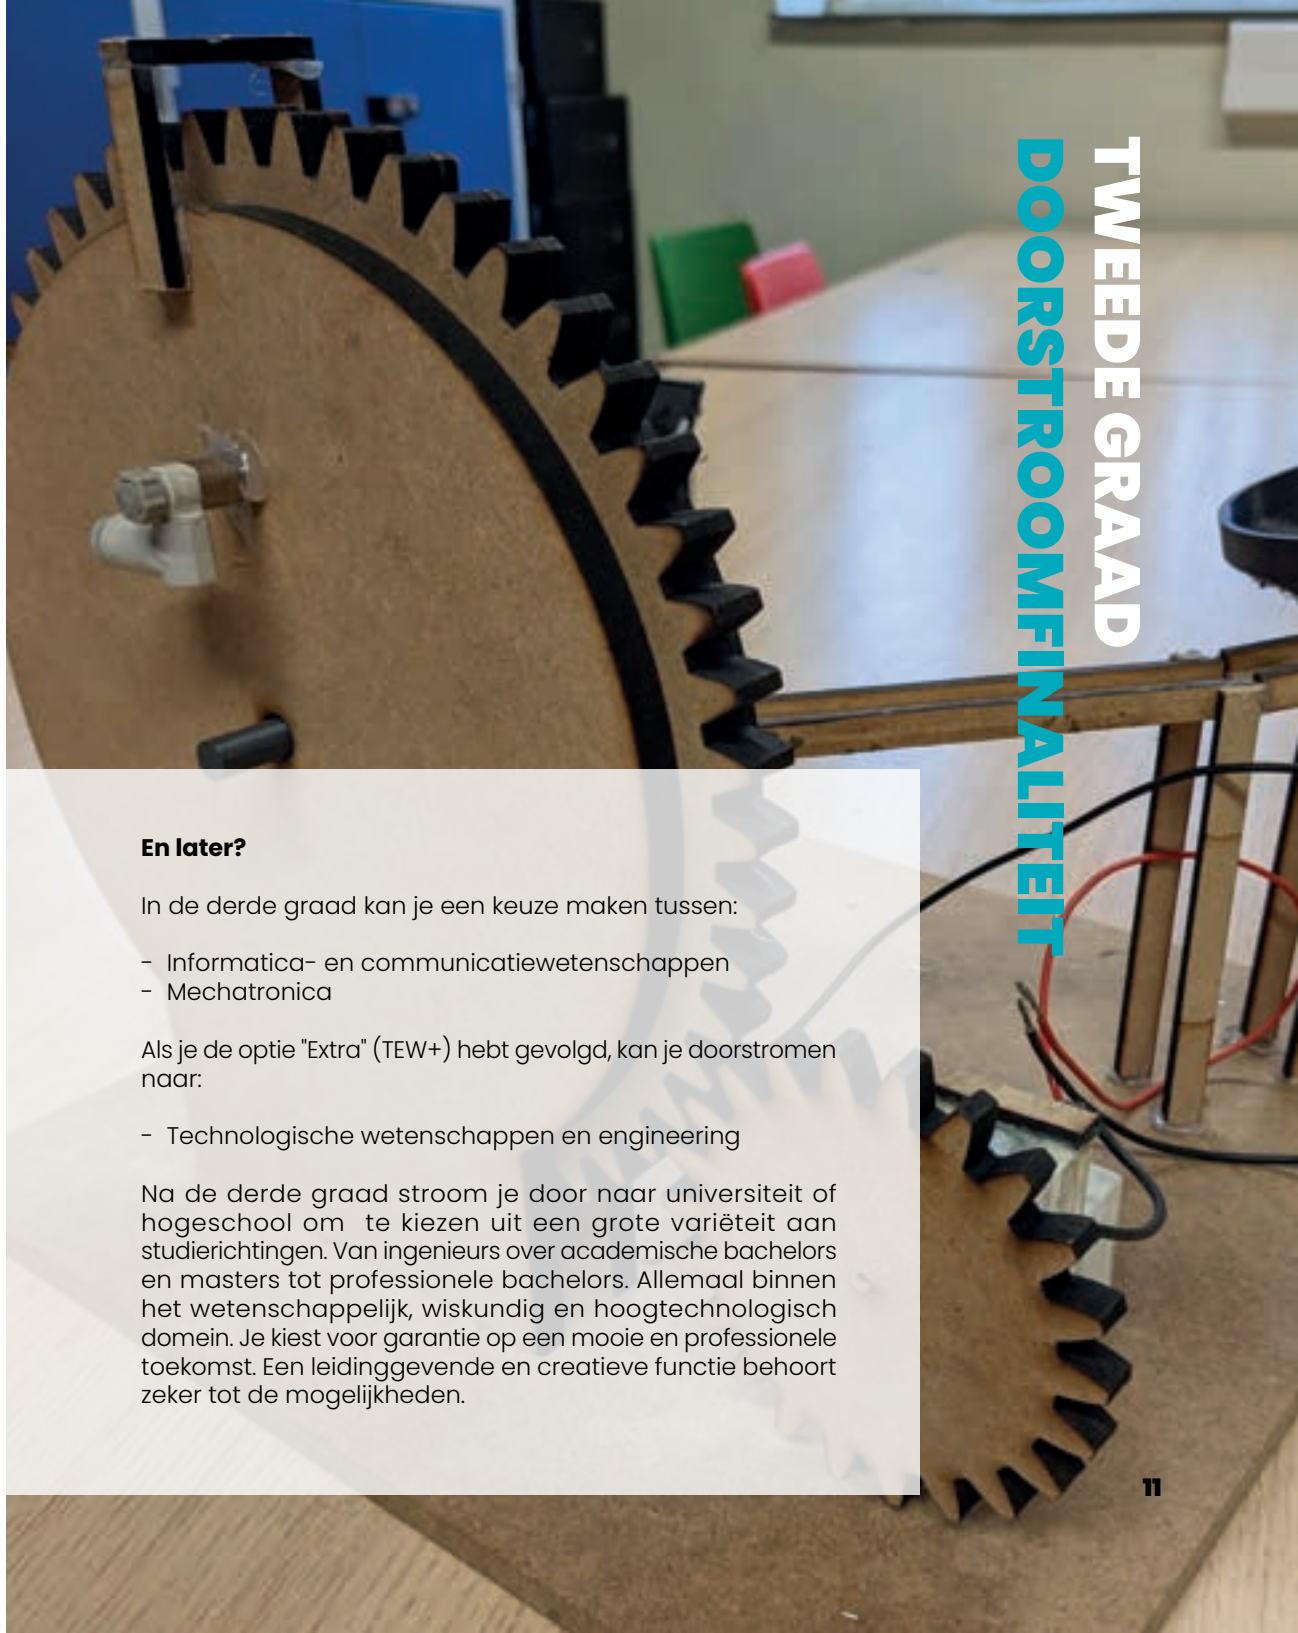 TWEEDE GRAAD
DOORSTROOMFINALITEIT
En later?
In de derde graad kan je een keuze maken tussen:
- Informatica- en communicatiewetenschappen
- Mechatronica
Als je de optie "Extra" (TEW+) hebt gevolgd, kan je doorstromen
naar:
- Technologische wetenschappen en engineering
Na de derde graad stroom je door naar universiteit of
hogeschool om te kiezen uit een grote variëteit aan
studierichtingen. Van ingenieurs over academische bachelors
en masters tot professionele bachelors. Allemaal binnen
het wetenschappelijk, wiskundig en hoogtechnologisch
domein. Je kiest voor garantie op een mooie en professionele
toekomst. Een leidinggevende en creatieve functie behoort
zeker tot de mogelijkheden.
11